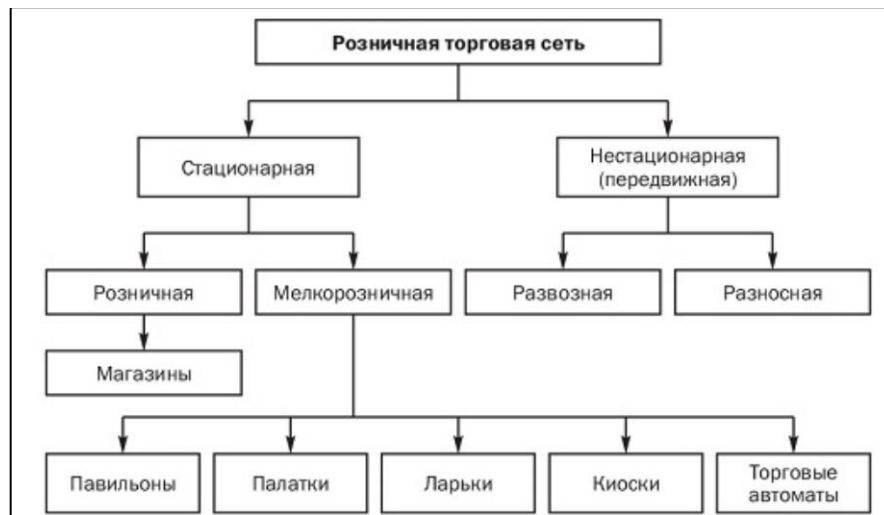 Розничная торговая сеть
Стационарная
Нестационарная
(передвижная)
Розничная
Мелкорозничная
Развозная
Разносная
Магазины
Павильоны
Палатки
Ларьки
Киоски
Торговые
автоматы